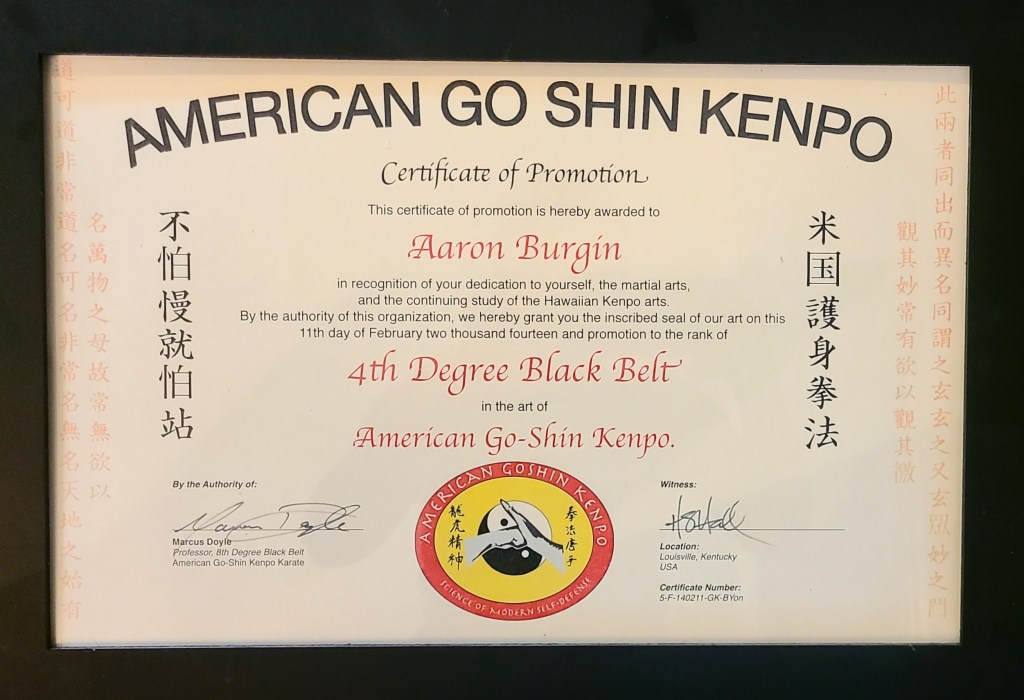 AMERICAN GO SHIN KENPO
Certificate of Promotion
This certificate of promotion is hereby awarded to
Aaron Burgin
in recognition of your dedication to yourself, the martial arts,
and the continuing study of the Hawaiian Kenpo arts.
By the authority of this organization, we hereby grant you the inscribed seal of our art on this
11th day of February two thousand fourteen and promotion to the rank of
4th Degree Black Belt
in the art of
American Go-Shin Kenpo.
道可道非常道名可名非常名無名天地之始有
名萬物之母故常無欲以
不怕慢就怕站
米国護身拳法
觀其妙常有欲以觀其徼
此兩者同出而異名同謂之玄玄之又玄眾妙之門
By the Authority of:
Marcus Doyle
Professor, 8th Degree Black Belt
American Go-Shin Kenpo Karate
AMERICAN GOSHIN KENPO
龍虎精神
拳法唐手
SCIENCE OF MODERN SELF-DEFENSE
Witness:
Location:
Louisville, Kentucky
USA
Certificate Number:
5-F-140211-GK-BYon